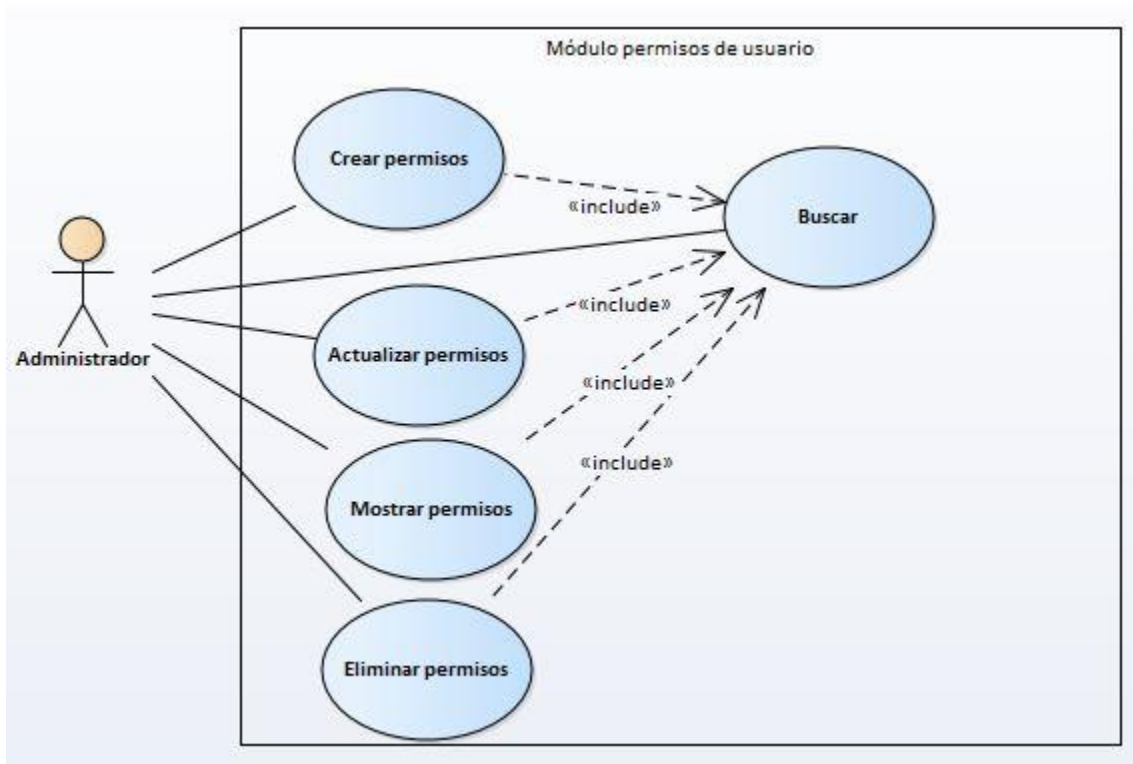 Módulo permisos de usuario
Crear permisos
«include»
Buscar
«include»
Actualizar permisos
Administrador
«include»
Mostrar permisos
«include»
Eliminar permisos